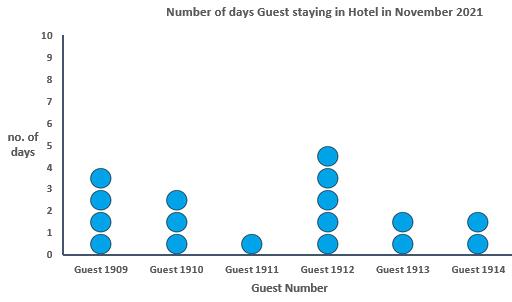 Number of days Guest staying in Hotel in November 2021
10
9
8
7
6
5
4
3
2
1
0
no. of
days
Guest 1909 Guest 1910 Guest 1911 Guest 1912 Guest 1913 Guest 1914
Guest Number